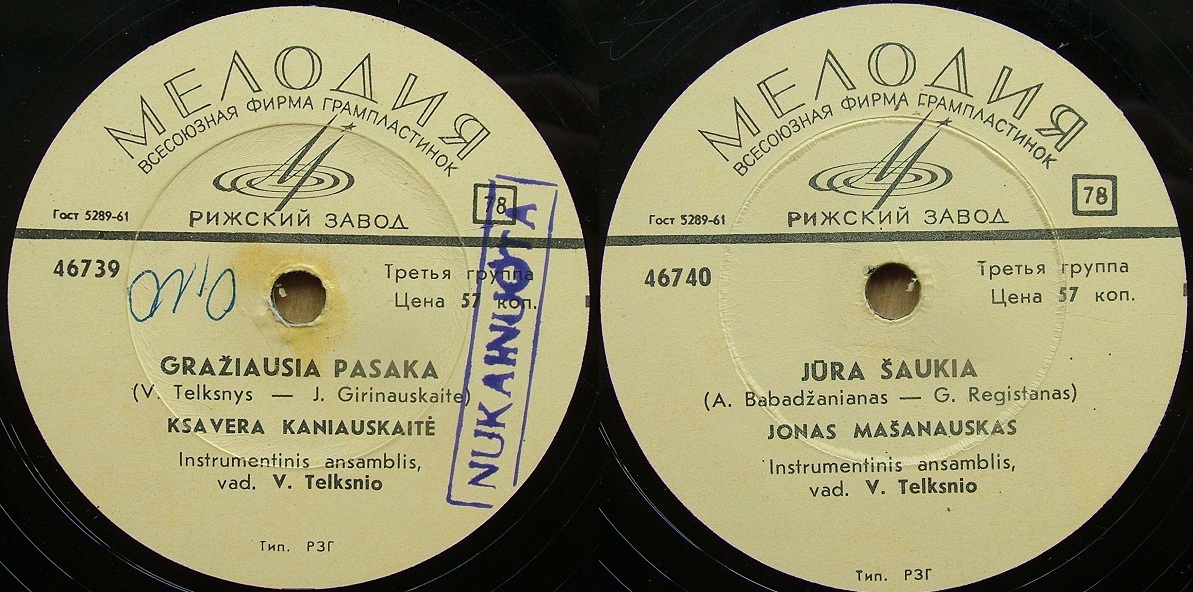 МЕЛОДИЯ
ВСЕСОЮЗНАЯ ФИРМА ГРАМПЛАСТИНОК
РИЖСКИЙ ЗАВОД
78
Гост 5289-61
46739
Третья группа
Цена 57 коп.
GRAŽIAUSIA PASAKA
(V. Telksnys — J. Girinauskaitė)
KSAVERA KANIAUSKAITĖ
Instrumentinis ansamblis,
vad. V. Telksnio
Тип. РЗГ
NUKAINUOTA
МЕЛОДИЯ
ВСЕСОЮЗНАЯ ФИРМА ГРАМПЛАСТИНОК
РИЖСКИЙ ЗАВОД
78
Гост 5289-61
46740
Третья группа
Цена 57 коп.
JŪRA ŠAUKIA
(A. Babadžanianas — G. Registanas)
JONAS MAŠANAUSKAS
Instrumentinis ansamblis,
vad. V. Telksnio
Тип. РЗГ